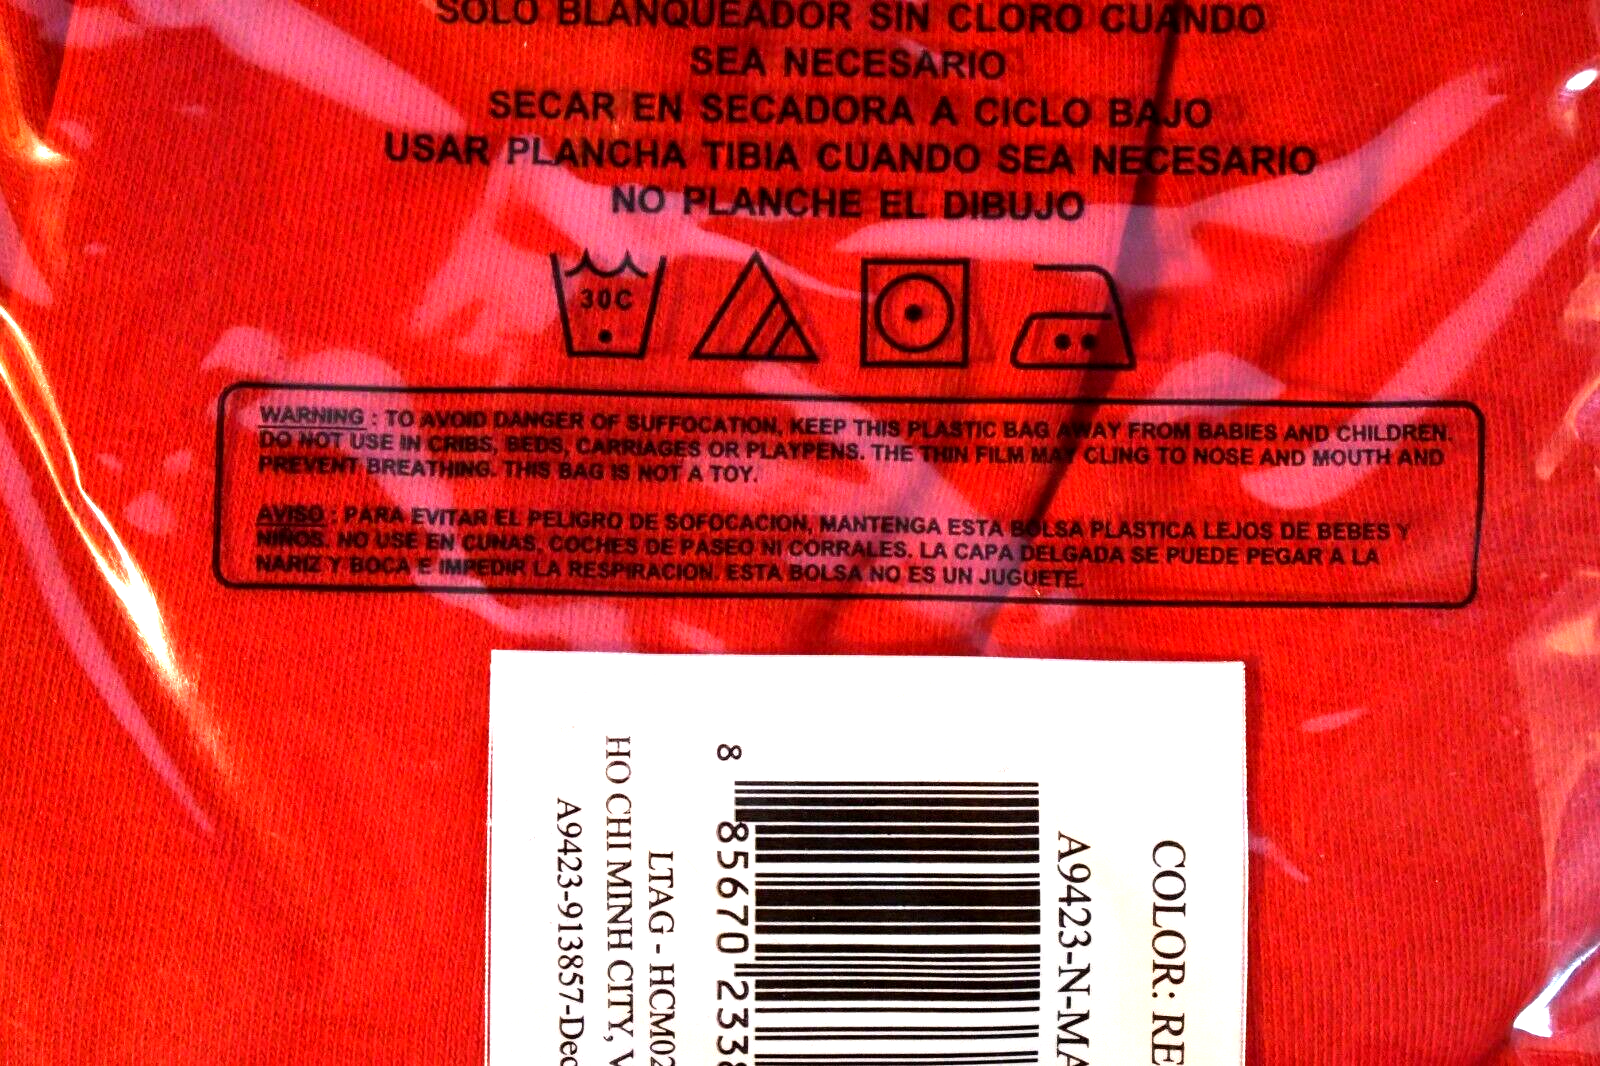 SOLO BLANQUEADOR SIN CLORO CUANDO
SEA NECESARIO
SECAR EN SECADORA A CICLO BAJO
USAR PLANCHA TIBIA CUANDO SEA NECESARIO
NO PLANCHE EL DIBUJO
30C
WARNING : TO AVOID DANGER OF SUFFOCATION, KEEP THIS PLASTIC BAG AWAY FROM BABIES AND CHILDREN.
DO NOT USE IN CRIBS, BEDS, CARRIAGES OR PLAYPENS. THE THIN FILM MAY CLING TO NOSE AND MOUTH AND
PREVENT BREATHING. THIS BAG IS NOT A TOY.
AVISO : PARA EVITAR EL PELIGRO DE SOFOCACION, MANTENGA ESTA BOLSA PLASTICA LEJOS DE BEBES Y
NIÑOS. NO USE EN CUNAS, COCHES DE PASEO NI CORRALES. LA CAPA DELGADA SE PUEDE PEGAR A LA
NARIZ Y BOCA E IMPEDIR LA RESPIRACION. ESTA BOLSA NO ES UN JUGUETE.
COLOR: RE
A9423-N-MA
8 85670 2338
LTAG - HCM02
HO CHI MINH CITY, V
A9423-913857-Dec